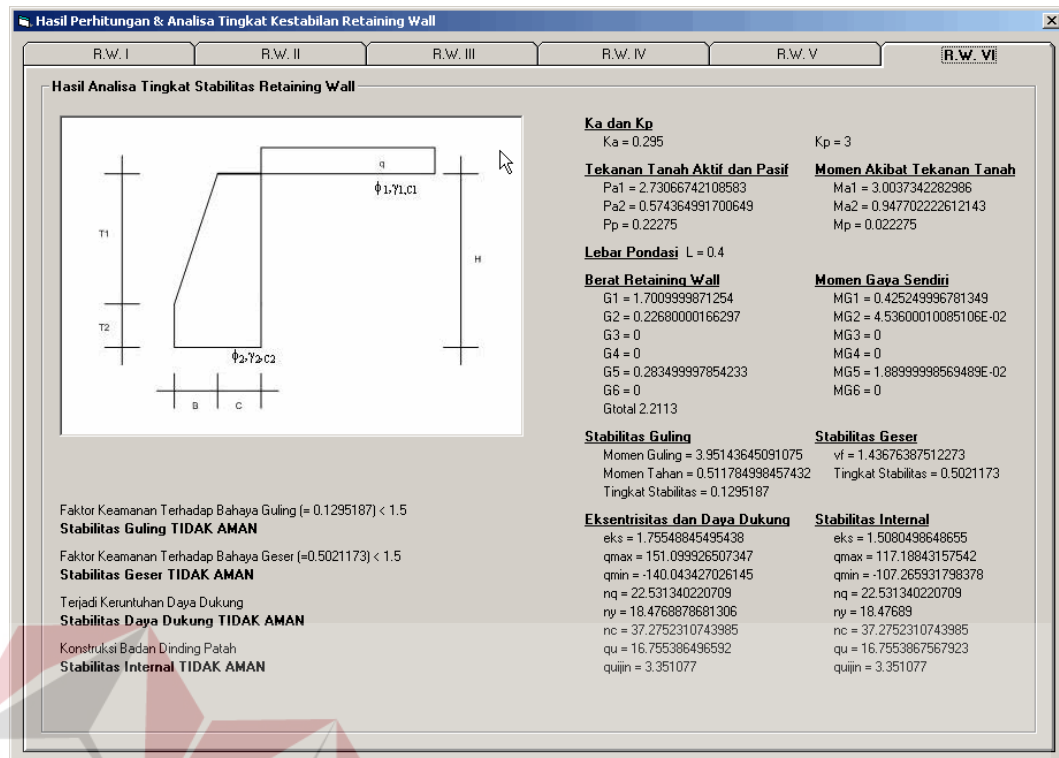 Hasil Perhitungan & Analisa Tingkat Kestabilan Retaining Wall
R.W. I
R.W. II
R.W. III
R.W. IV
R.W. V
R.W. VI
Hasil Analisa Tingkat Stabilitas Retaining Wall
q
ϕ1,γ1,C1
T1
H
T2
ϕ2,γ2,C2
B
C
Faktor Keamanan Terhadap Bahaya Guling (= 0.1295187) < 1.5
Stabilitas Guling TIDAK AMAN
Faktor Keamanan Terhadap Bahaya Geser (=0.5021173) < 1.5
Stabilitas Geser TIDAK AMAN
Terjadi Keruntuhan Daya Dukung
Stabilitas Daya Dukung TIDAK AMAN
Konstruksi Badan Dinding Patah
Stabilitas Internal TIDAK AMAN
Ka dan Kp
Ka = 0.295
Kp = 3
Tekanan Tanah Aktif dan Pasif
Pa1 = 2.73066742108583
Pa2 = 0.574364991700649
Pp = 0.22275
Momen Akibat Tekanan Tanah
Ma1 = 3.0037342282986
Ma2 = 0.947702222612143
Mp = 0.022275
Lebar Pondasi L = 0.4
Berat Retaining Wall
G1 = 1.7009999871254
G2 = 0.22680000166297
G3 = 0
G4 = 0
G5 = 0.283499997854233
G6 = 0
Gtotal 2.2113
Momen Gaya Sendiri
MG1 = 0.425249996781349
MG2 = 4.53600010085106E-02
MG3 = 0
MG4 = 0
MG5 = 1.88999998569489E-02
MG6 = 0
Stabilitas Guling
Momen Guling = 3.95143645091075
Momen Tahan = 0.511784998457432
Tingkat Stabilitas = 0.1295187
Stabilitas Geser
vf = 1.43676387512273
Tingkat Stabilitas = 0.5021173
Eksentrisitas dan Daya Dukung
eks = 1.75548845495438
qmax = 151.099926507347
qmin = -140.043427026145
nq = 22.531340220709
ny = 18.4768878681306
nc = 37.2752310743985
qu = 16.755386496592
quijin = 3.351077
Stabilitas Internal
eks = 1.5080498648655
qmax = 117.18843157542
qmin = -107.265931798378
nq = 22.531340220709
ny = 18.47689
nc = 37.2752310743985
qu = 16.7553867567923
quijin = 3.351077